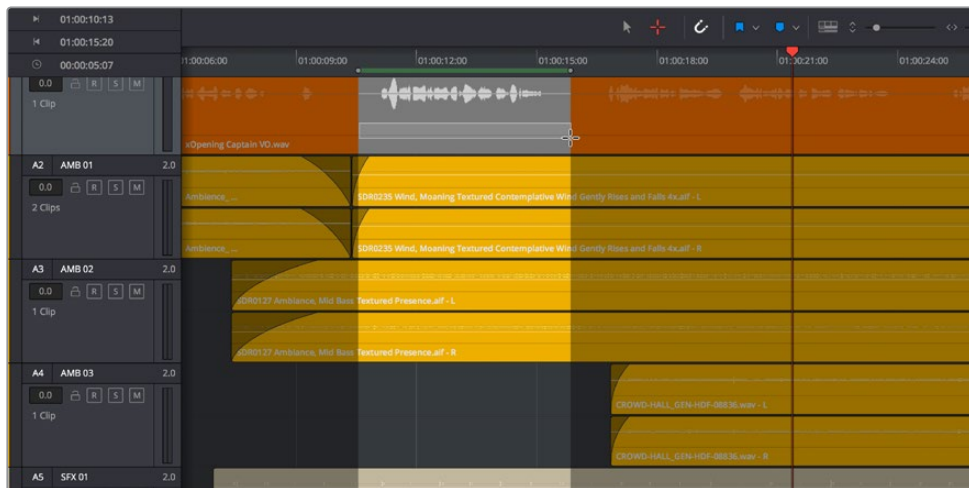 01:00:10:13
01:00:15:20
00:00:05:07
1:00:06:00 01:00:09:00 01:00:12:00 01:00:15:00 01:00:18:00 01:00:21:00 01:00:24:00
0.0 R S M
1 Clip
xOpening Captain VO.wav
A2 AMB 01 2.0
0.0 R S M
2 Clips
Ambience_ ... SDR0235 Wind, Moaning Textured Contemplative Wind Gently Rises and Falls 4x.aif - L
Ambience_ ... SDR0235 Wind, Moaning Textured Contemplative Wind Gently Rises and Falls 4x.aif - R
A3 AMB 02 2.0
0.0 R S M
1 Clip
SDR0127 Ambiance, Mid Bass Textured Presence.aif - L
SDR0127 Ambiance, Mid Bass Textured Presence.aif - R
A4 AMB 03 2.0
0.0 R S M
1 Clip
CROWD-HALL_GEN-HDF-08836.wav - L
CROWD-HALL_GEN-HDF-08836.wav - R
A5 SFX 01 2.0